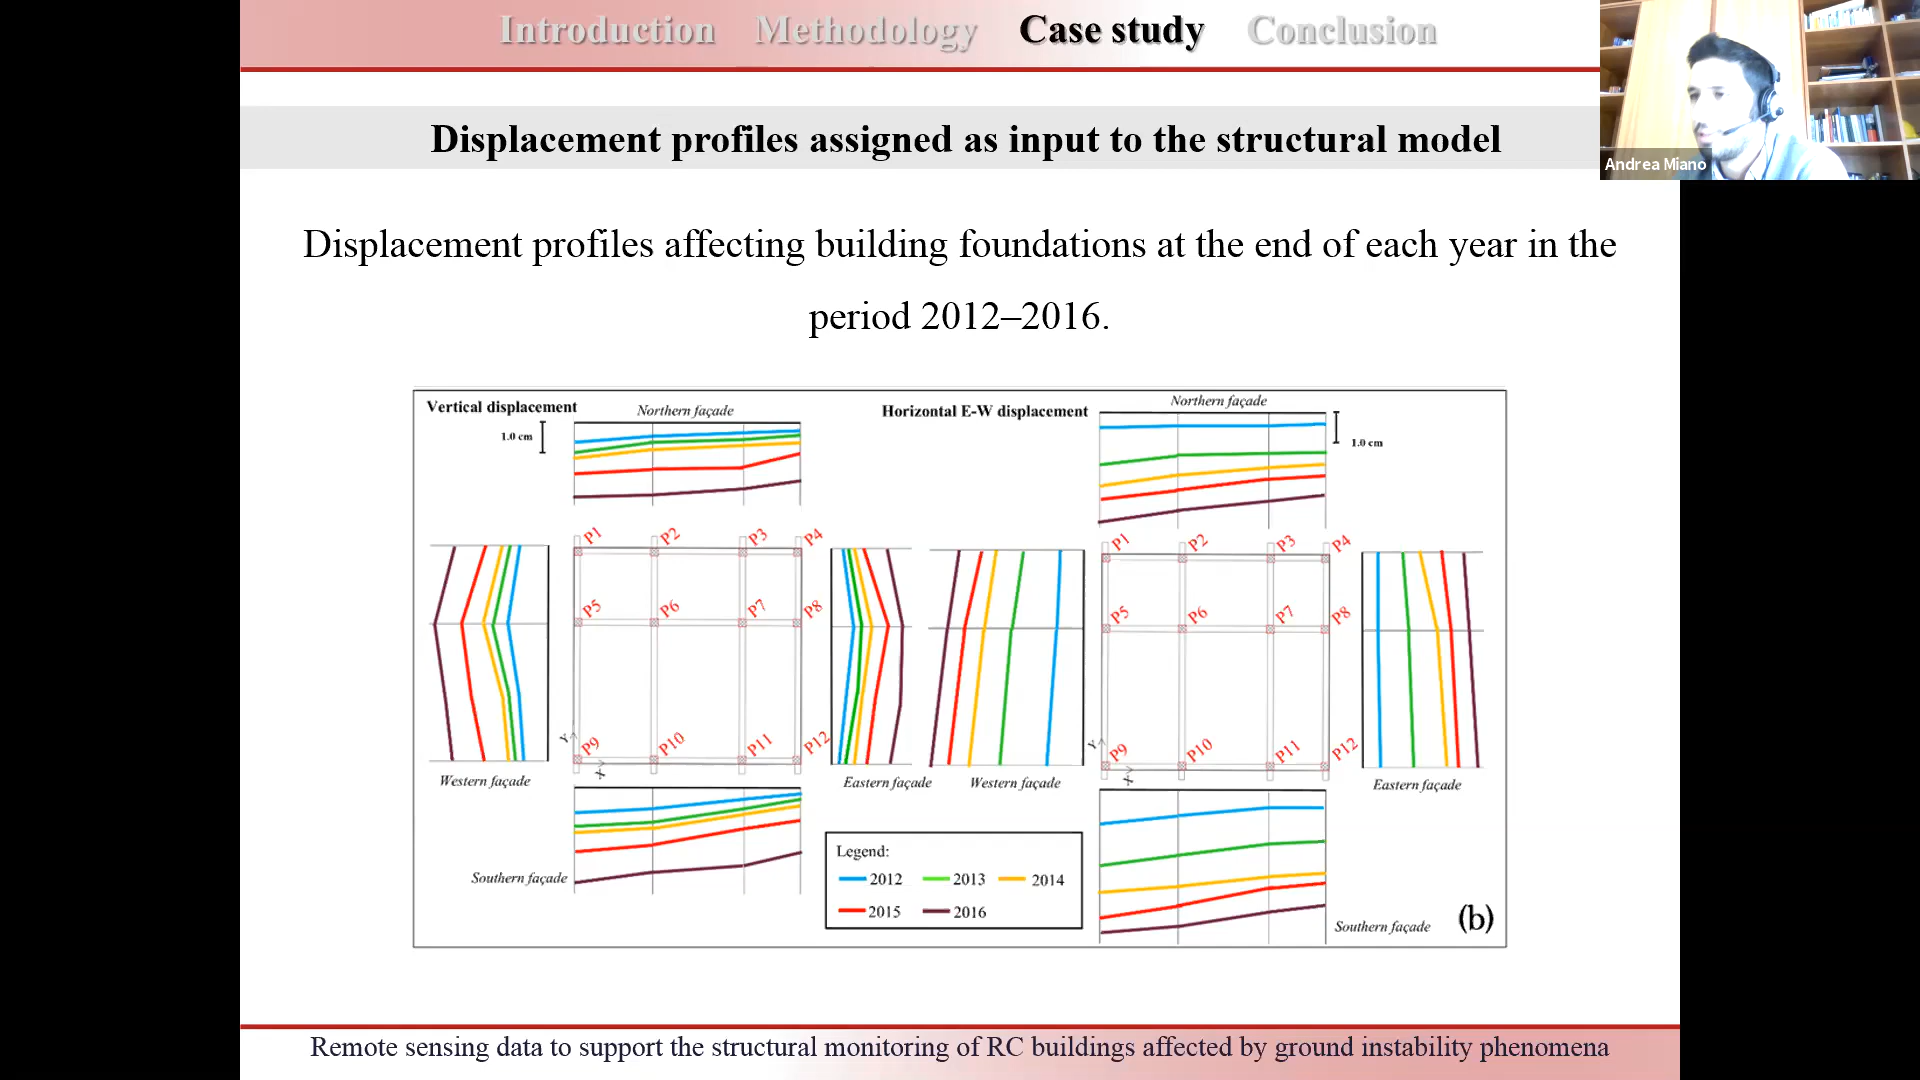 Introduction Methodology Case study Conclusion
Andrea Miano
Displacement profiles assigned as input to the structural model
Displacement profiles affecting building foundations at the end of each year in the
period 2012–2016.
Vertical displacement
Northern façade
1.0 cm
Horizontal E-W displacement
Northern façade
1.0 cm
P1 P2 P3 P4
P5 P6 P7 P8
P9 P10 P11 P12
Y
X
Western façade
Eastern façade
Southern façade
P1 P2 P3 P4
P5 P6 P7 P8
P9 P10 P11 P12
Y
X
Western façade
Eastern façade
Southern façade
Legend:
2012 2013 2014
2015 2016
(b)
Remote sensing data to support the structural monitoring of RC buildings affected by ground instability phenomena